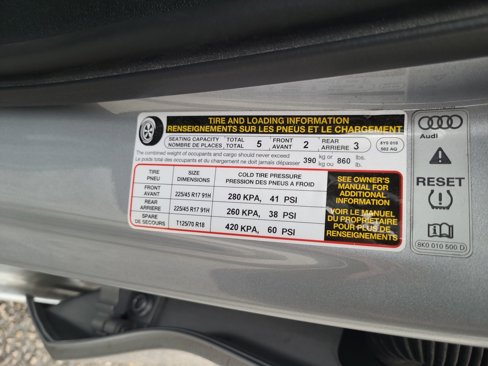 TIRE AND LOADING INFORMATION
RENSEIGNEMENTS SUR LES PNEUS ET LE CHARGEMENT
SEATING CAPACITY TOTAL 5 FRONT 2 REAR 3
NOMBRE DE PLACES TOTAL AVANT ARRIERE
The combined weight of occupants and cargo should never exceed 390 kg or 860 lbs.
Le poids total des occupants et du chargement ne doit jamais dépasser kg ou lb.
TIRE SIZE COLD TIRE PRESSURE
PNEU DIMENSIONS PRESSION DES PNEUS A FROID
FRONT
AVANT 225/45 R17 91H 280 KPA, 41 PSI
REAR
ARRIERE 225/45 R17 91H 260 KPA, 38 PSI
SPARE
DE SECOURS T125/70 R18 420 KPA, 60 PSI
SEE OWNER'S
MANUAL FOR
ADDITIONAL
INFORMATION
VOIR LE MANUEL
DU PROPRIETAIRE
POUR PLUS DE
RENSEIGNEMENTS
Audi
RESET
8K0 010 500 D